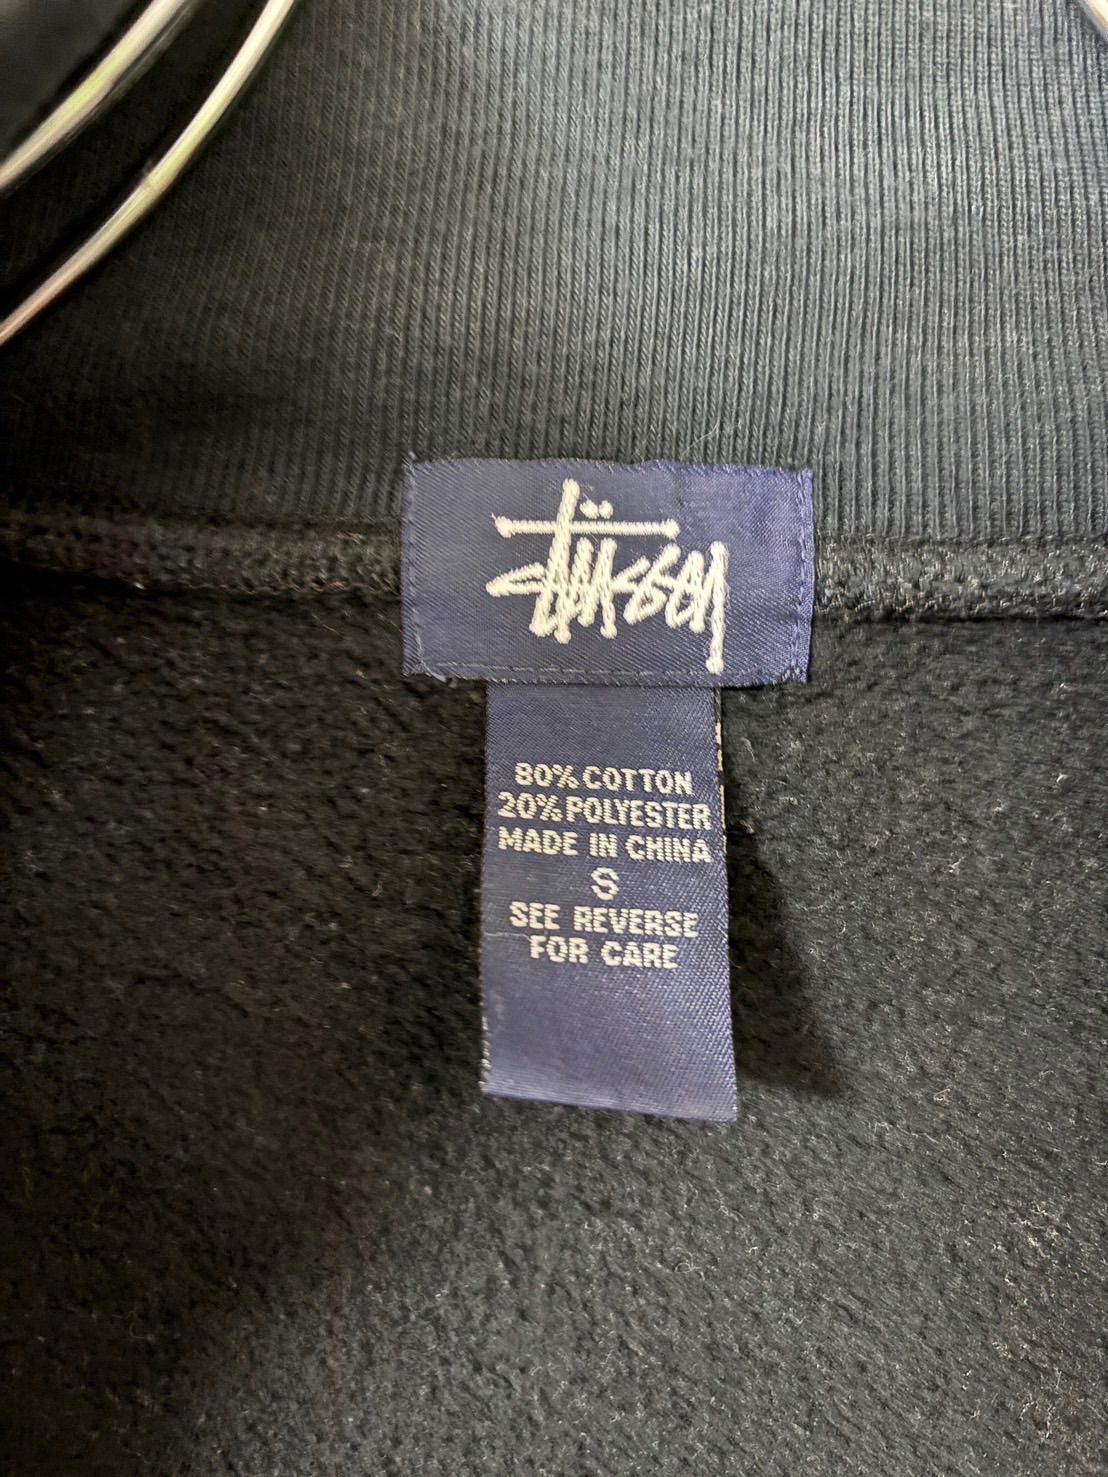 Stüssy
80% COTTON
20% POLYESTER
MADE IN CHINA
S
SEE REVERSE
FOR CARE